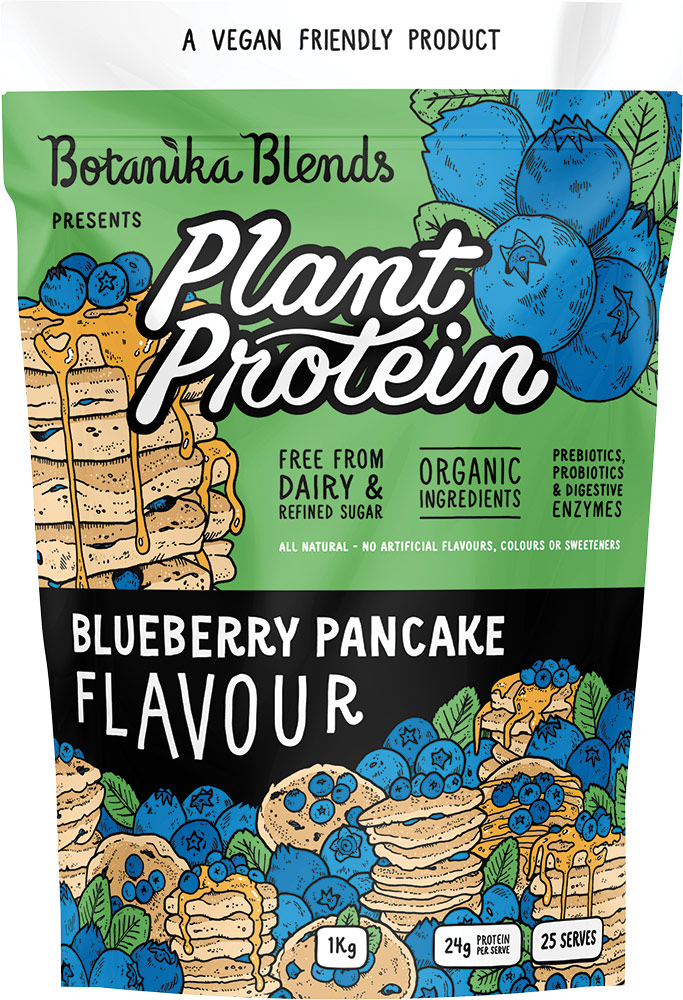 A VEGAN FRIENDLY PRODUCT
Botanika Blends
PRESENTS
Plant
Protein
FREE FROM
DAIRY &
REFINED SUGAR
ORGANIC
INGREDIENTS
PREBIOTICS,
PROBIOTICS
& DIGESTIVE
ENZYMES
ALL NATURAL - NO ARTIFICIAL FLAVOURS, COLOURS OR SWEETENERS
BLUEBERRY PANCAKE
FLAVOUR
1Kg
24g PROTEIN
PER SERVE
25 SERVES